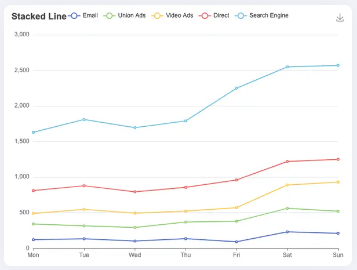 Stacked Line
Email Union Ads Video Ads Direct Search Engine
3,000
2,500
2,000
1,500
1,000
500
0
Mon Tue Wed Thu Fri Sat Sun